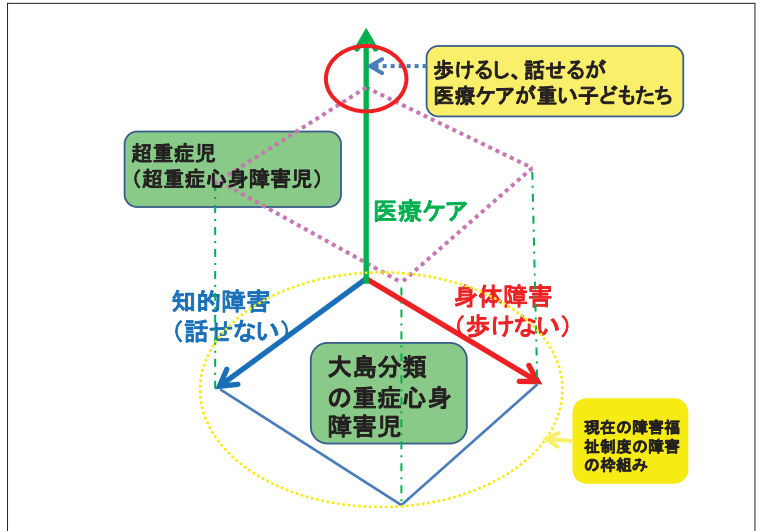 歩けるし、話せるが
医療ケアが重い子どもたち
超重症児
（超重症心身障害児）
医療ケア
知的障害
（話せない）
身体障害
（歩けない）
大島分類
の重症心身
障害児
現在の障害福
祉制度の障害
の枠組み